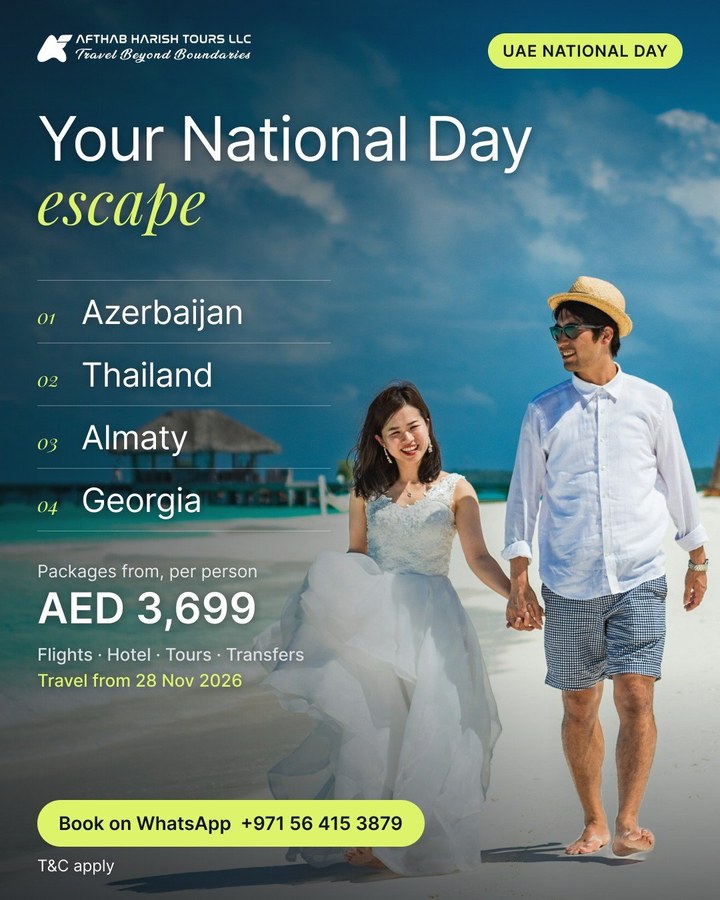 AFTHAB HARISH TOURS LLC
Travel Beyond Boundaries
UAE NATIONAL DAY
Your National Day
escape
01 Azerbaijan
02 Thailand
03 Almaty
04 Georgia
Packages from, per person
AED 3,699
Flights · Hotel · Tours · Transfers
Travel from 28 Nov 2026
Book on WhatsApp +971 56 415 3879
T&C apply